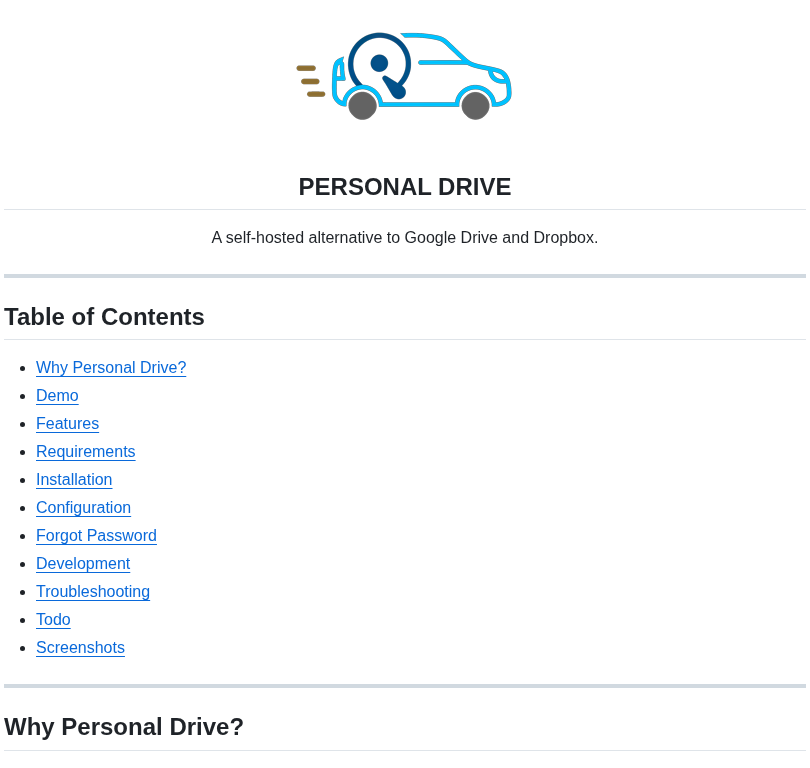 PERSONAL DRIVE
A self-hosted alternative to Google Drive and Dropbox.
Table of Contents
Why Personal Drive?
Demo
Features
Requirements
Installation
Configuration
Forgot Password
Development
Troubleshooting
Todo
Screenshots
Why Personal Drive?